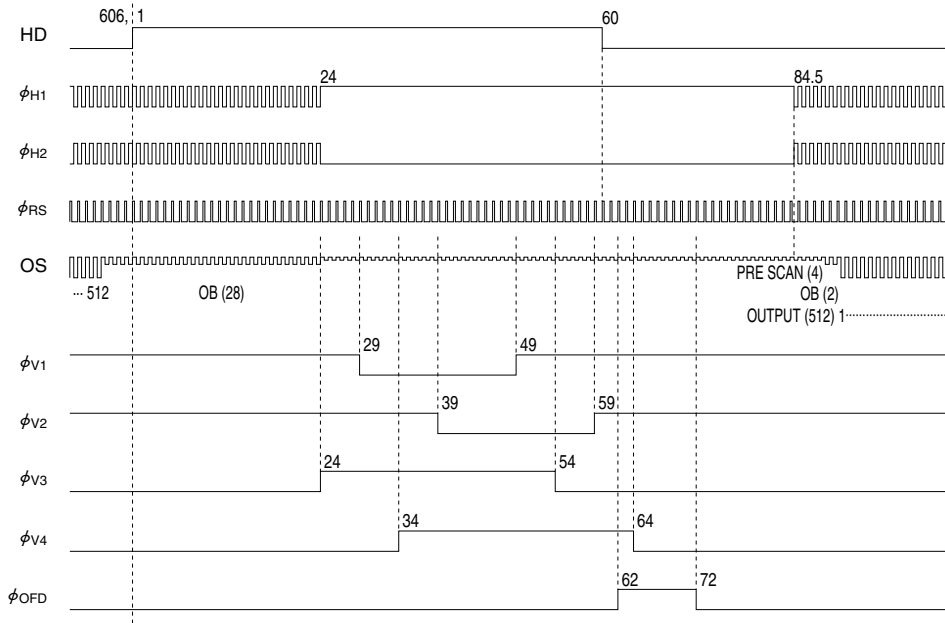 606, 1 60
HD
24 84.5
ϕH1
ϕH2
ϕRS
OS
PRE SCAN (4)
··· 512 OB (28) OB (2)
OUTPUT (512) 1
29 49
ϕV1
39 59
ϕV2
24 54
ϕV3
34 64
ϕV4
62 72
ϕOFD